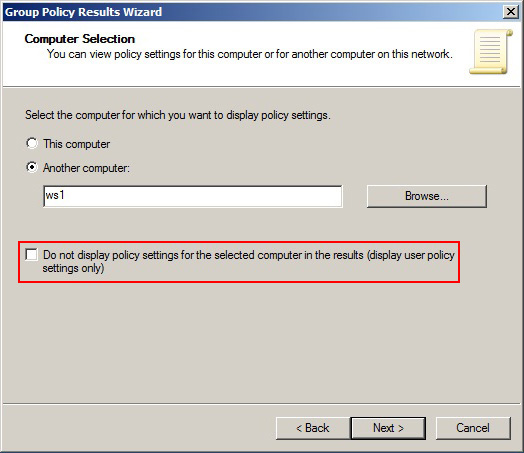 Group Policy Results Wizard
Computer Selection
You can view policy settings for this computer or for another computer on this network.
Select the computer for which you want to display policy settings.
This computer
Another computer:
ws1
Browse...
Do not display policy settings for the selected computer in the results (display user policy
settings only)
< Back
Next >
Cancel